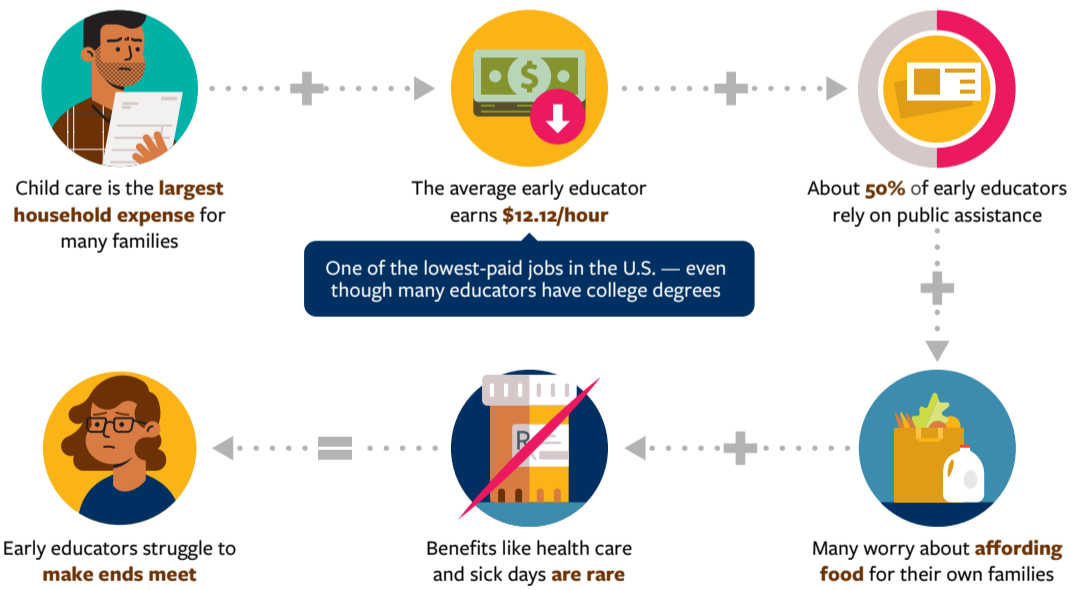 Child care is the largest
household expense for
many families
The average early educator
earns $12.12/hour
One of the lowest-paid jobs in the U.S. — even
though many educators have college degrees
About 50% of early educators
rely on public assistance
Many worry about affording
food for their own families
Benefits like health care
and sick days are rare
Early educators struggle to
make ends meet